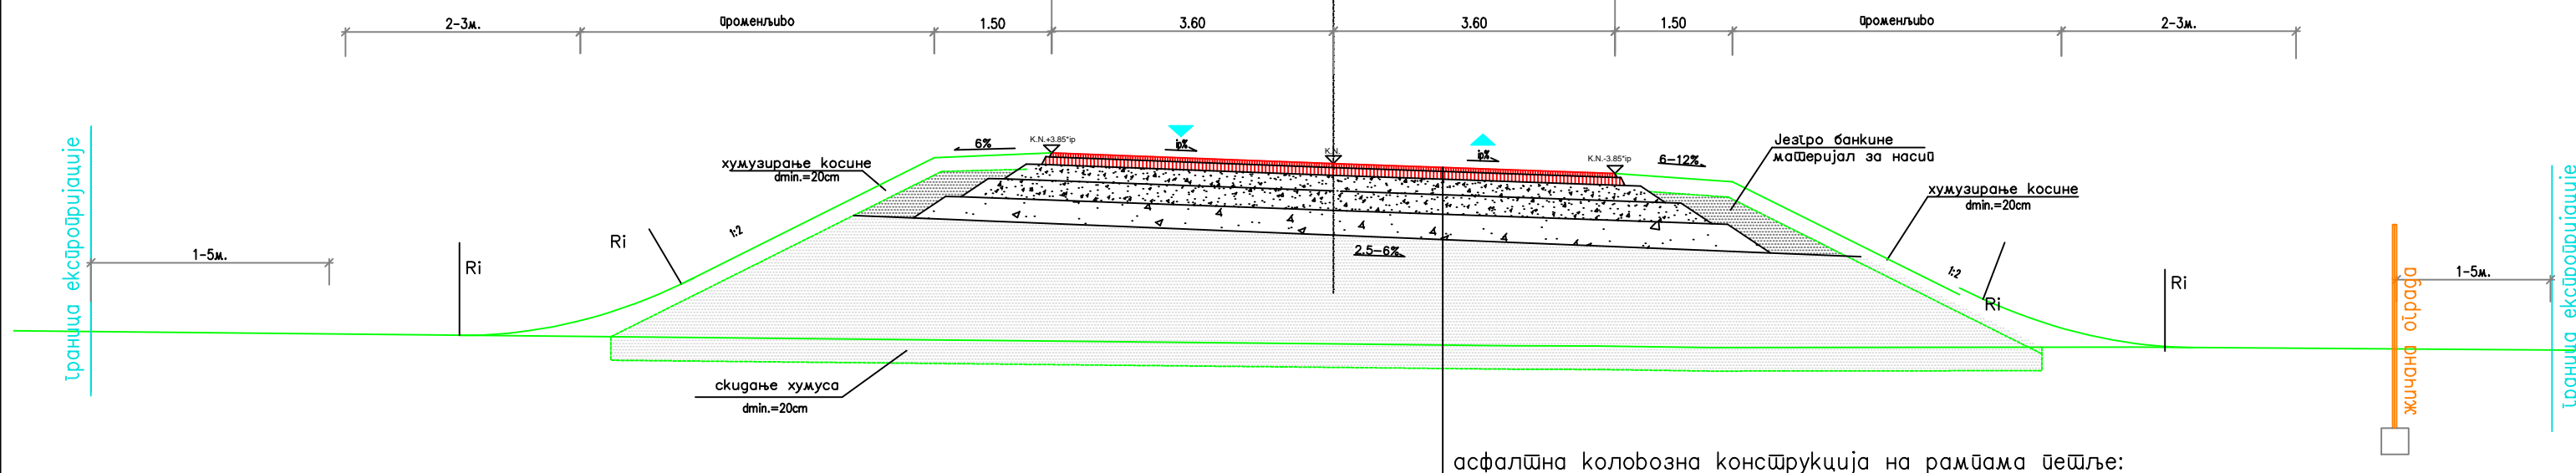 2-3м.
променљиво
1.50
3.60
3.60
1.50
променљиво
2-3м.
граница експропријације
1-5м.
Ri
Ri
1:2
хумузирање косине
dmin.=20cm
6%
K.N.+3.85*ip
ip%
K.N.
ip%
K.N.-3.85*ip
6-12%
Језгро банкине
материјал за насип
хумузирање косине
dmin.=20cm
2.5-6%
1:2
Ri
Ri
жичана ограда
1-5м.
граница експропријације
скидање хумуса
dmin.=20cm
асфалтна коловозна конструкција на рампама петље: